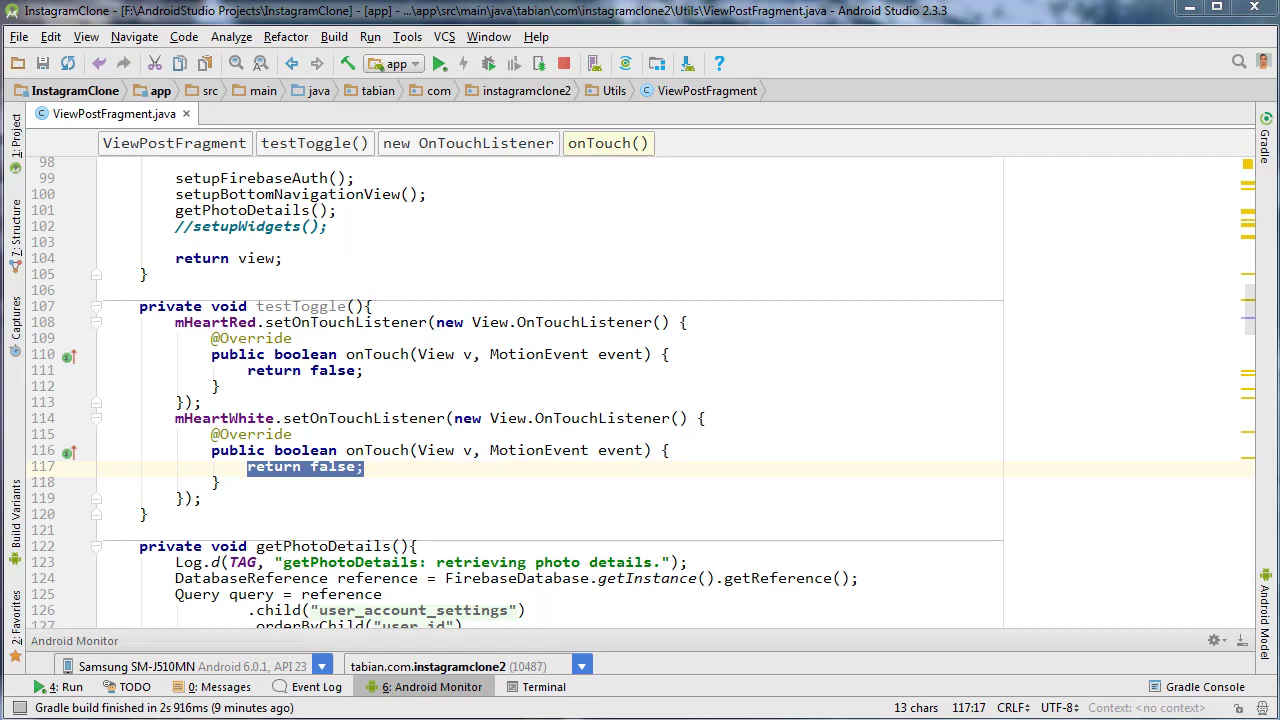 InstagramClone - [F:\AndroidStudio Projects\InstagramClone] - [app] - ...\app\src\main\java\tabian\com\instagramclone2\Utils\ViewPostFragment.java - Android Studio 2.3.3
File Edit View Navigate Code Analyze Refactor Build Run Tools VCS Window Help
app
InstagramClone app src main java tabian com instagramclone2 Utils ViewPostFragment
ViewPostFragment.java
ViewPostFragment testToggle() new OnTouchListener onTouch()
98
99 setupFirebaseAuth();
100 setupBottomNavigationView();
101 getPhotoDetails();
102 //setupWidgets();
103
104 return view;
105 }
106
107 private void testToggle(){
108 mHeartRed.setOnTouchListener(new View.OnTouchListener() {
109 @Override
110 public boolean onTouch(View v, MotionEvent event) {
111 return false;
112 }
113 });
114 mHeartWhite.setOnTouchListener(new View.OnTouchListener() {
115 @Override
116 public boolean onTouch(View v, MotionEvent event) {
117 return false;
118 }
119 });
120 }
121
122 private void getPhotoDetails(){
123 Log.d(TAG, "getPhotoDetails: retrieving photo details.");
124 DatabaseReference reference = FirebaseDatabase.getInstance().getReference();
125 Query query = reference
126 .child("user_account_settings")
127 .orderByChild("user_id")
1: Project
7: Structure
Captures
Build Variants
2: Favorites
Gradle
Android Model
Android Monitor
Samsung SM-J510MN Android 6.0.1, API 23 tabian.com.instagramclone2 (10487)
4: Run TODO 0: Messages Event Log 6: Android Monitor Terminal Gradle Console
Gradle build finished in 2s 916ms (9 minutes ago) 13 chars 117:17 CRLF÷ UTF-8÷ Context: <no context>